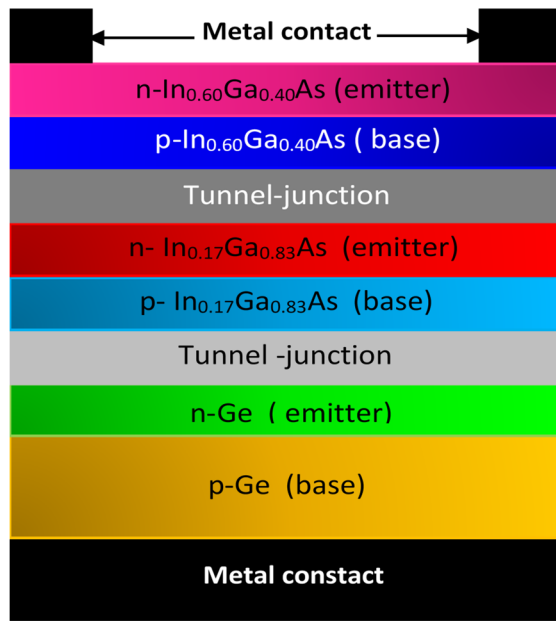 Metal contact
n-In₀.₆₀Ga₀.₄₀As (emitter)
p-In₀.₆₀Ga₀.₄₀As ( base)
Tunnel-junction
n- In₀.₁₇Ga₀.₈₃As  (emitter)
p- In₀.₁₇Ga₀.₈₃As  (base)
Tunnel -junction
n-Ge  ( emitter)
p-Ge  (base)
Metal constact